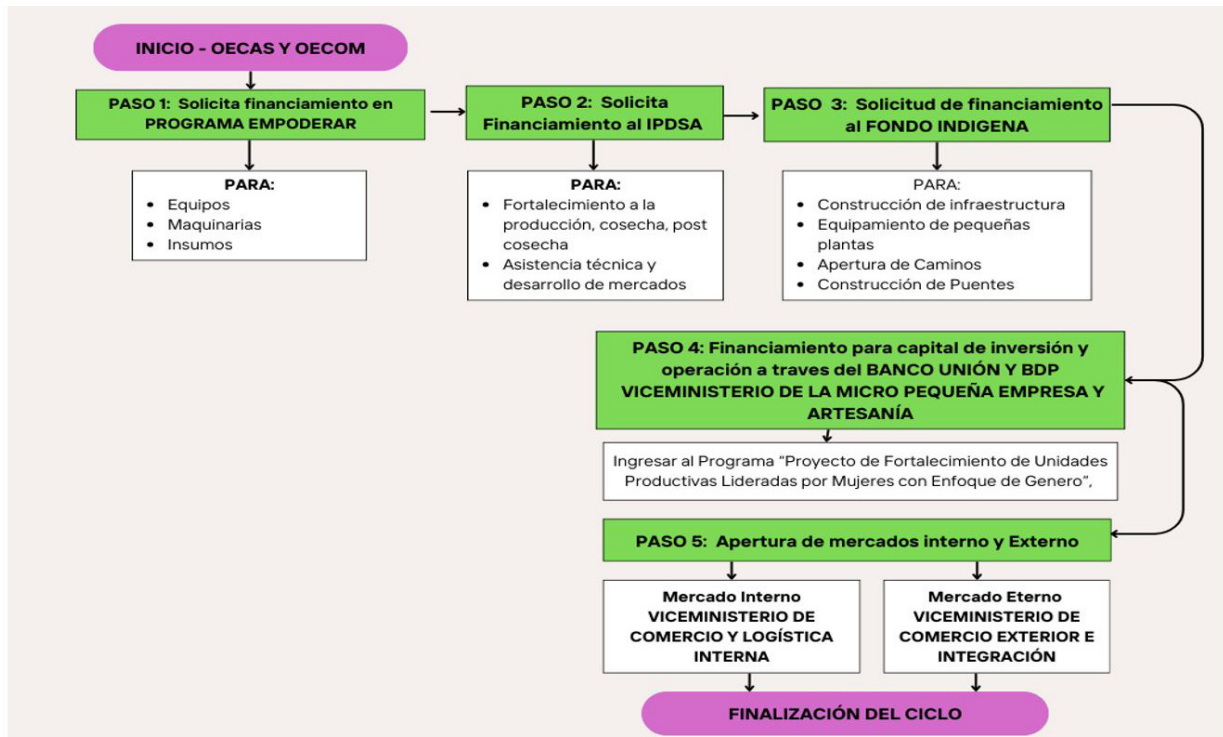 INICIO - OECAS Y OECOM
PASO 1: Solicita financiamiento en
PROGRAMA EMPODERAR
PARA:
• Equipos
• Maquinarias
• Insumos
PASO 2: Solicita
Financiamiento al IPDSA
PARA:
• Fortalecimiento a la
producción, cosecha, post
cosecha
• Asistencia técnica y
desarrollo de mercados
PASO 3: Solicitud de financiamiento
al FONDO INDIGENA
PARA:
• Construcción de infraestructura
• Equipamiento de pequeñas
plantas
• Apertura de Caminos
• Construcción de Puentes
PASO 4: Financiamiento para capital de inversión y
operación a traves del BANCO UNIÓN Y BDP
VICEMINISTERIO DE LA MICRO PEQUEÑA EMPRESA Y
ARTESANÍA
Ingresar al Programa “Proyecto de Fortalecimiento de Unidades
Productivas Lideradas por Mujeres con Enfoque de Genero”,
PASO 5: Apertura de mercados interno y Externo
Mercado Interno
VICEMINISTERIO DE
COMERCIO Y LOGÍSTICA
INTERNA
Mercado Eterno
VICEMINISTERIO DE
COMERCIO EXTERIOR E
INTEGRACIÓN
FINALIZACIÓN DEL CICLO